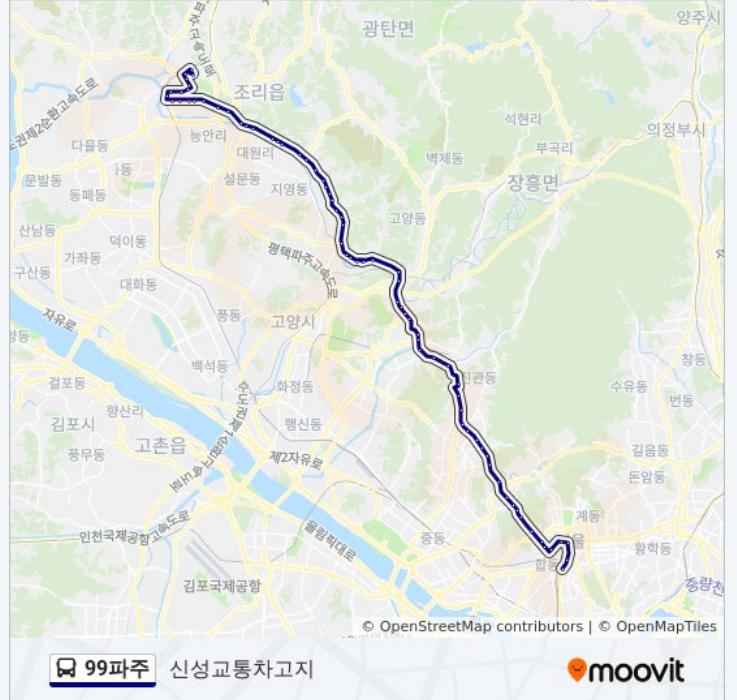 양주시
광탄면
조리읍
석현리
의정부시
능안리
부곡리
다율동
대원리
벽제동
문발동
설문동
장흥면
동패동
지영동
고양동
산남동
덕이동
평택파주고속도로
가좌동
구산동
대화동
자유로
풍동
고양시
창동
백석동
진관동
걸포동
화정동
수유동
번동
향산리
김포시
행신동
고촌읍
길음동
풍무동
제2자유로
돈암동
인천국제공항고속도로
올림픽대로
계동
중동
황학동
합동
김포국제공항
중량천
© OpenStreetMap contributors | © OpenMapTiles
99파주 신성교통차고지
moovit